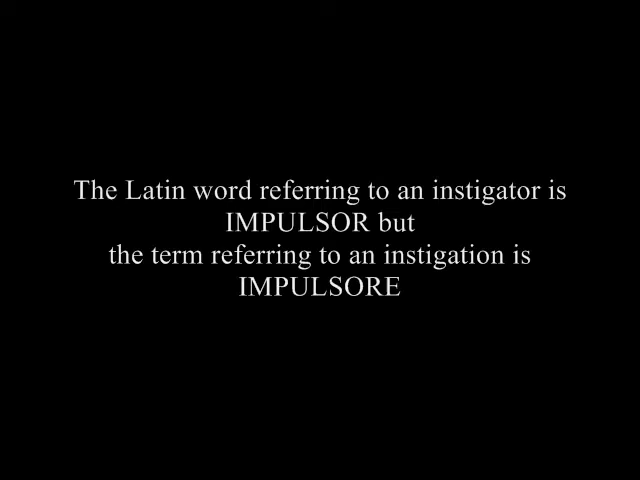 The Latin word referring to an instigator is
IMPULSOR but
the term referring to an instigation is
IMPULSORE